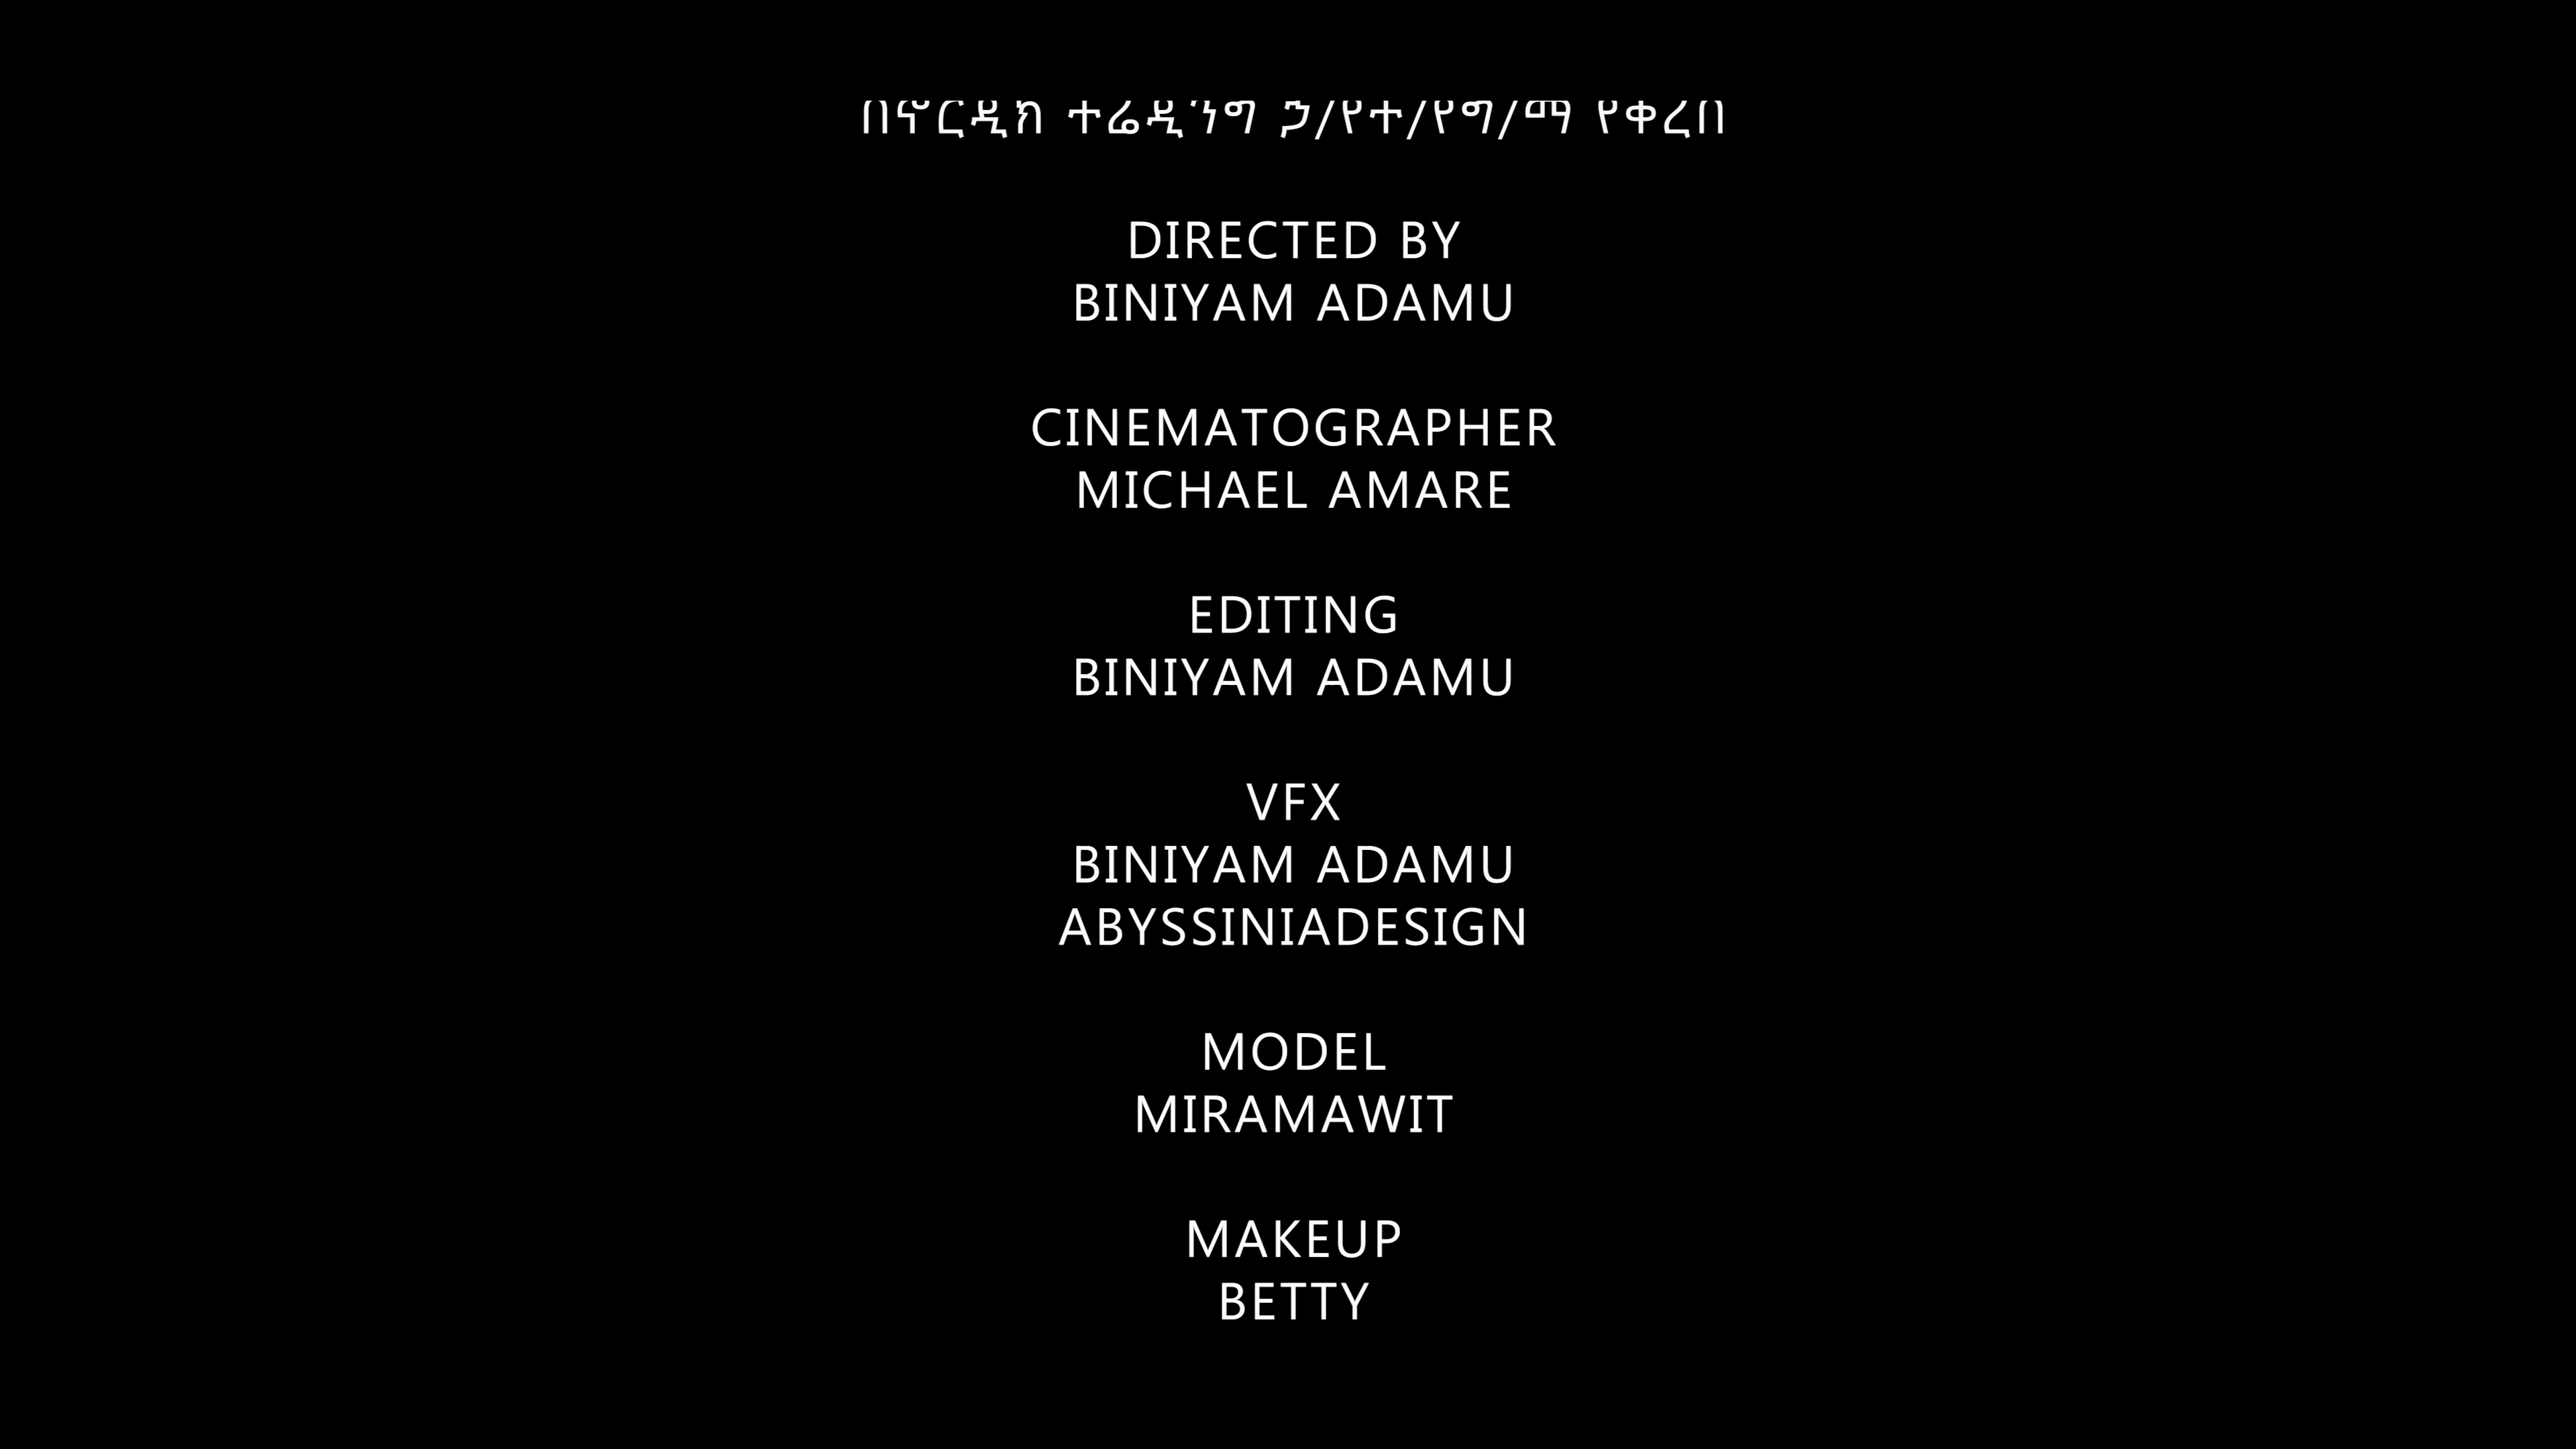 በኖርዲክ ትሬዲንግ ኃ/የተ/የግ/ማ የቀረበ
DIRECTED BY
BINIYAM ADAMU
CINEMATOGRAPHER
MICHAEL AMARE
EDITING
BINIYAM ADAMU
VFX
BINIYAM ADAMU
ABYSSINIADESIGN
MODEL
MIRAMAWIT
MAKEUP
BETTY